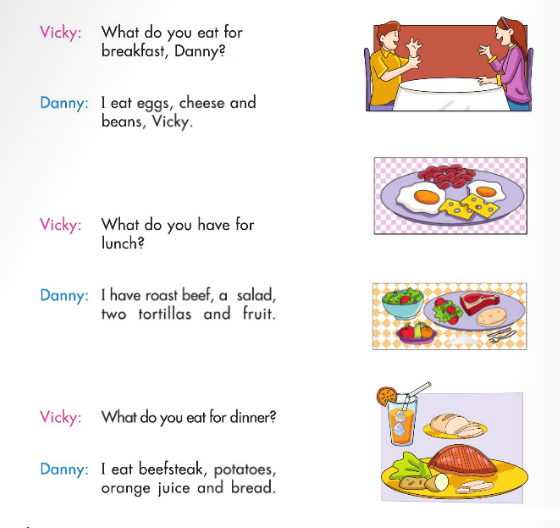 Vicky: What do you eat for
breakfast, Danny?
Danny: I eat eggs, cheese and
beans, Vicky.
Vicky: What do you have for
lunch?
Danny: I have roast beef, a salad,
two tortillas and fruit.
Vicky: What do you eat for dinner?
Danny: I eat beefsteak, potatoes,
orange juice and bread.